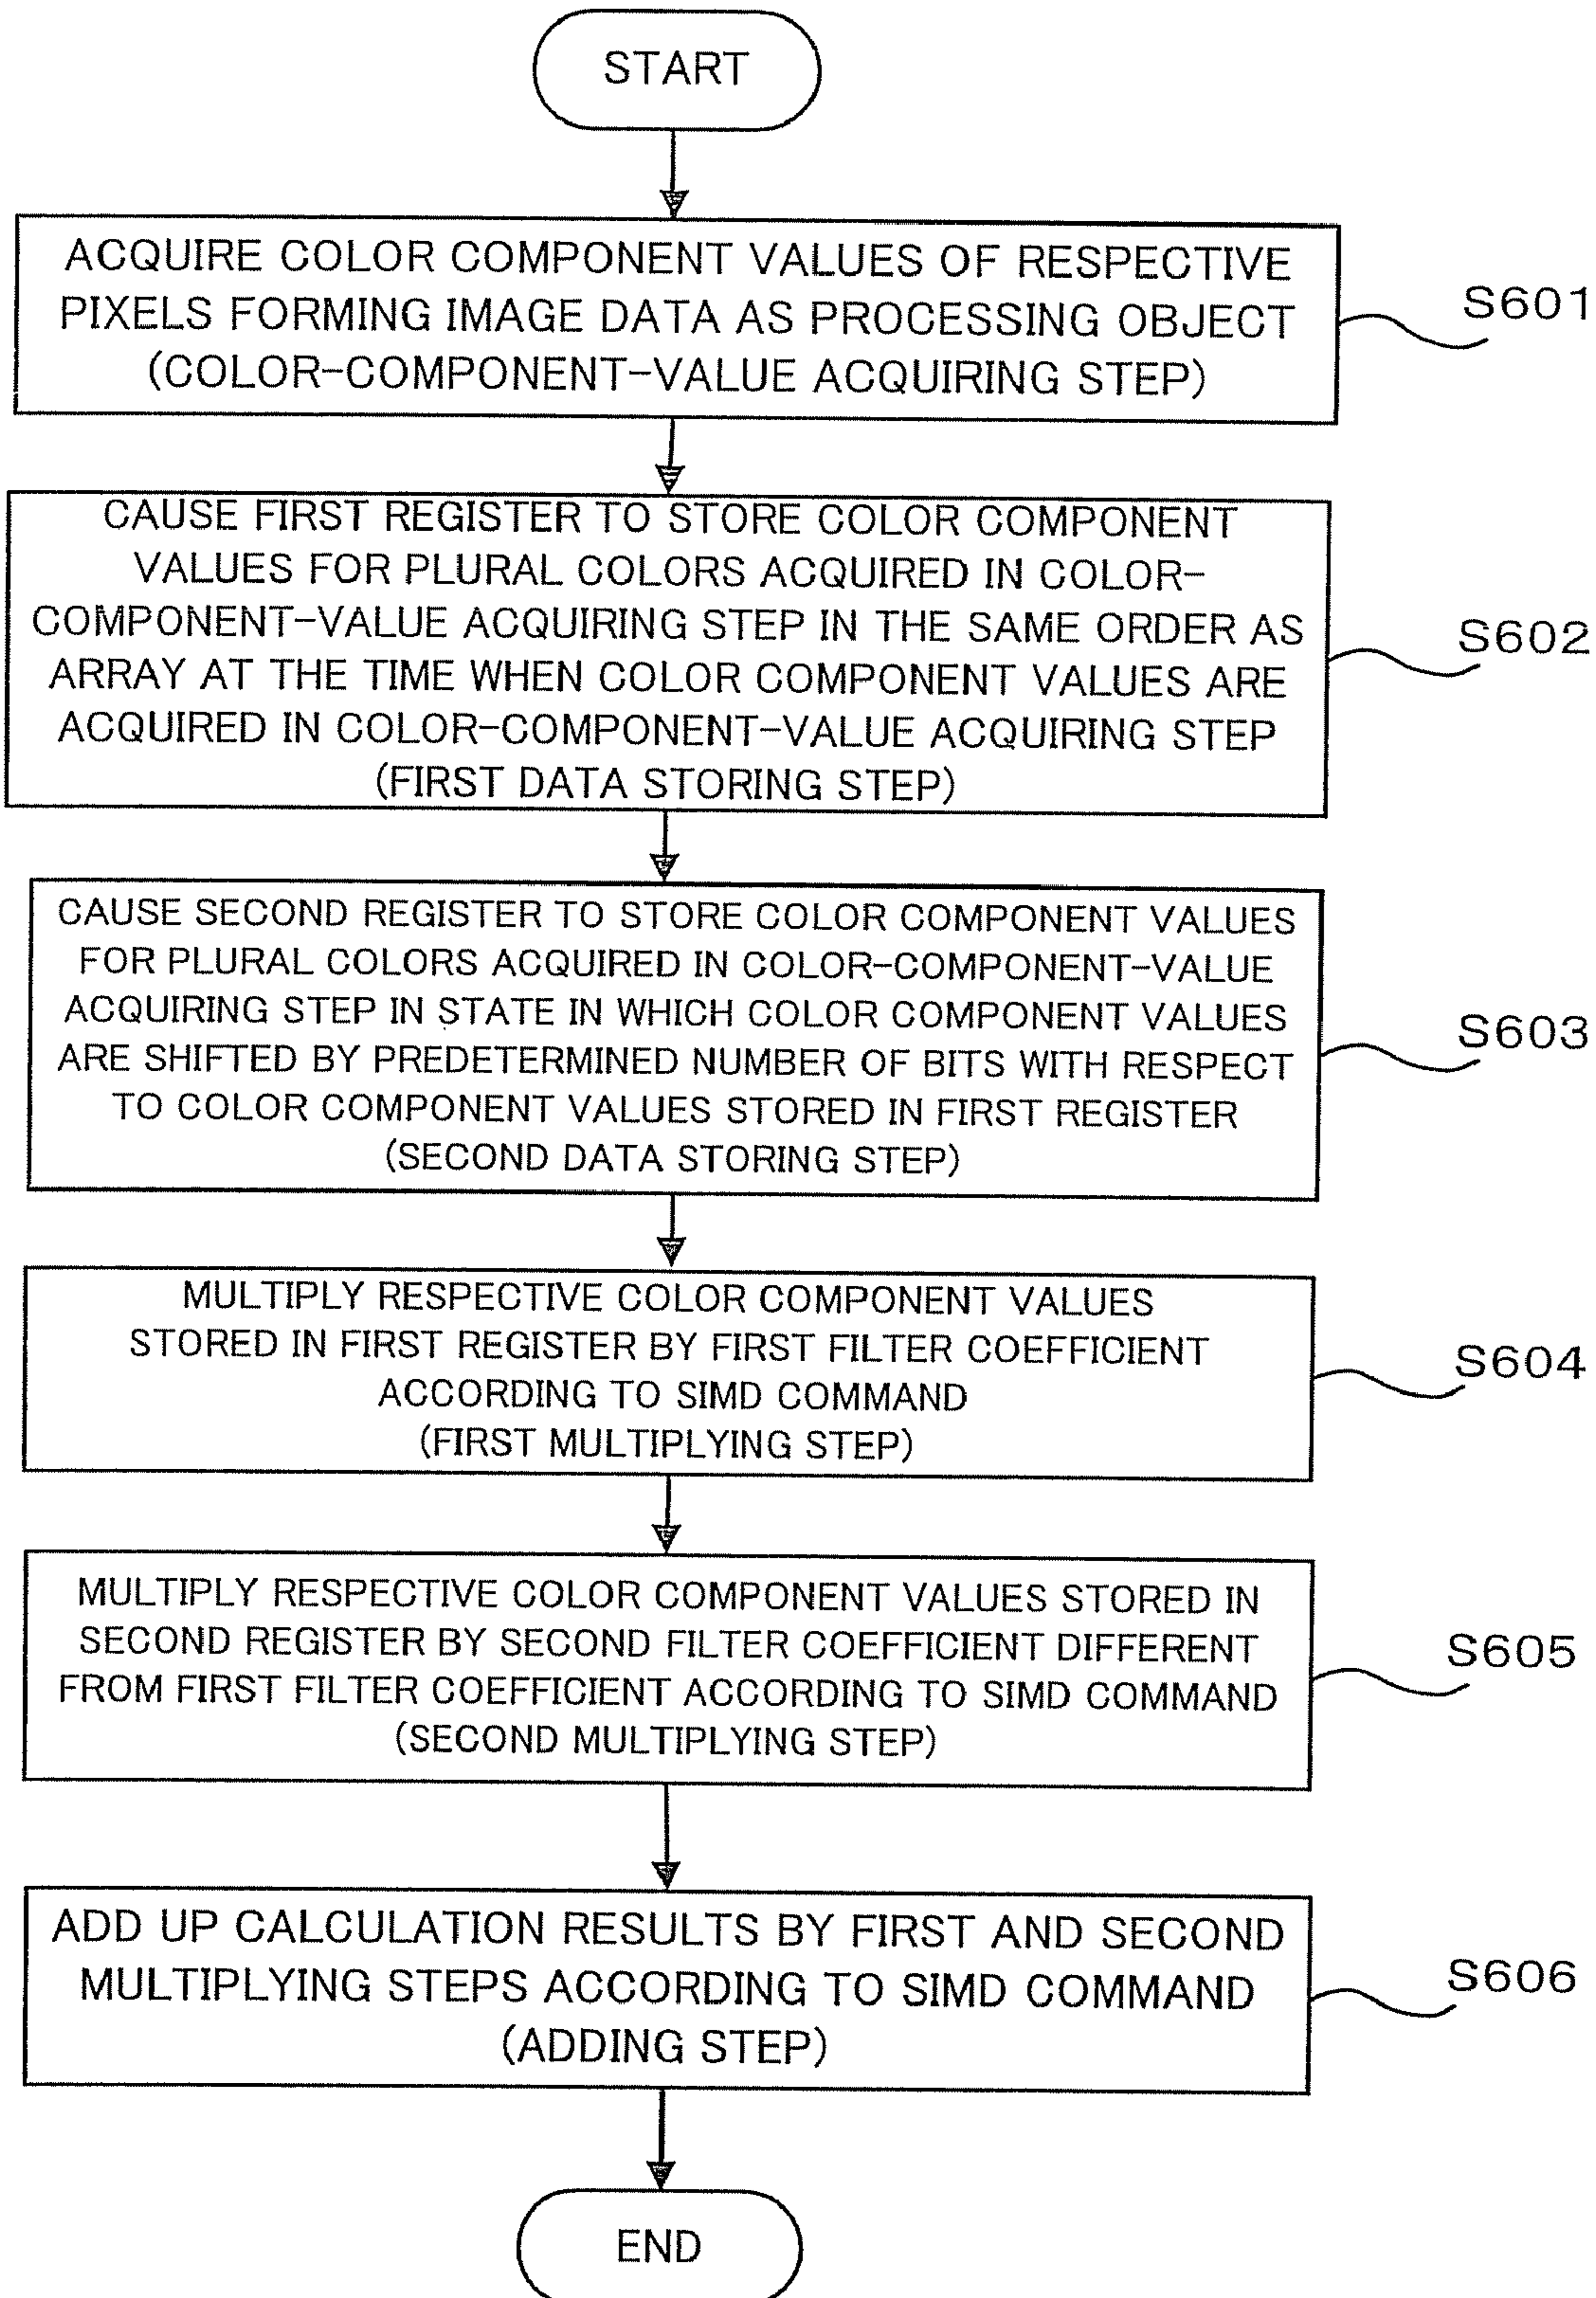 START
ACQUIRE COLOR COMPONENT VALUES OF RESPECTIVE
PIXELS FORMING IMAGE DATA AS PROCESSING OBJECT
(COLOR-COMPONENT-VALUE ACQUIRING STEP)
S601
CAUSE FIRST REGISTER TO STORE COLOR COMPONENT
VALUES FOR PLURAL COLORS ACQUIRED IN COLOR-
COMPONENT-VALUE ACQUIRING STEP IN THE SAME ORDER AS
ARRAY AT THE TIME WHEN COLOR COMPONENT VALUES ARE
ACQUIRED IN COLOR-COMPONENT-VALUE ACQUIRING STEP
(FIRST DATA STORING STEP)
S602
CAUSE SECOND REGISTER TO STORE COLOR COMPONENT VALUES
FOR PLURAL COLORS ACQUIRED IN COLOR-COMPONENT-VALUE
ACQUIRING STEP IN STATE IN WHICH COLOR COMPONENT VALUES
ARE SHIFTED BY PREDETERMINED NUMBER OF BITS WITH RESPECT
TO COLOR COMPONENT VALUES STORED IN FIRST REGISTER
(SECOND DATA STORING STEP)
S603
MULTIPLY RESPECTIVE COLOR COMPONENT VALUES
STORED IN FIRST REGISTER BY FIRST FILTER COEFFICIENT
ACCORDING TO SIMD COMMAND
(FIRST MULTIPLYING STEP)
S604
MULTIPLY RESPECTIVE COLOR COMPONENT VALUES STORED IN
SECOND REGISTER BY SECOND FILTER COEFFICIENT DIFFERENT
FROM FIRST FILTER COEFFICIENT ACCORDING TO SIMD COMMAND
(SECOND MULTIPLYING STEP)
S605
ADD UP CALCULATION RESULTS BY FIRST AND SECOND
MULTIPLYING STEPS ACCORDING TO SIMD COMMAND
(ADDING STEP)
S606
END